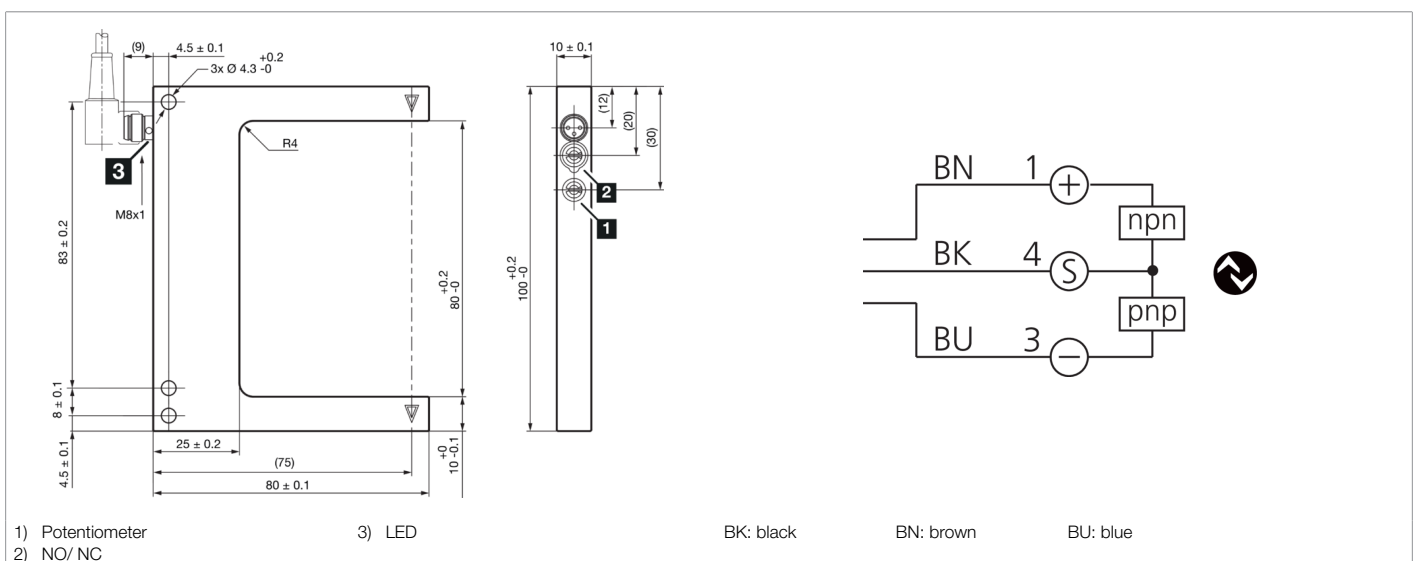 (9)
4.5 ± 0.1
3x Ø 4.3 +0.2 -0
R4
3
M8x1
83 ± 0.2
8 ± 0.1
4.5 ± 0.1
25 ± 0.2
(75)
80 ± 0.1
80 +0.2 -0
10 +0 -0.1
10 ± 0.1
(12)
(20)
(30)
2
1
100 +0.2 -0
BN 1 +
npn
BK 4 S
pnp
BU 3 −
1) Potentiometer 3) LED BK: black BN: brown BU: blue
2) NO/ NC